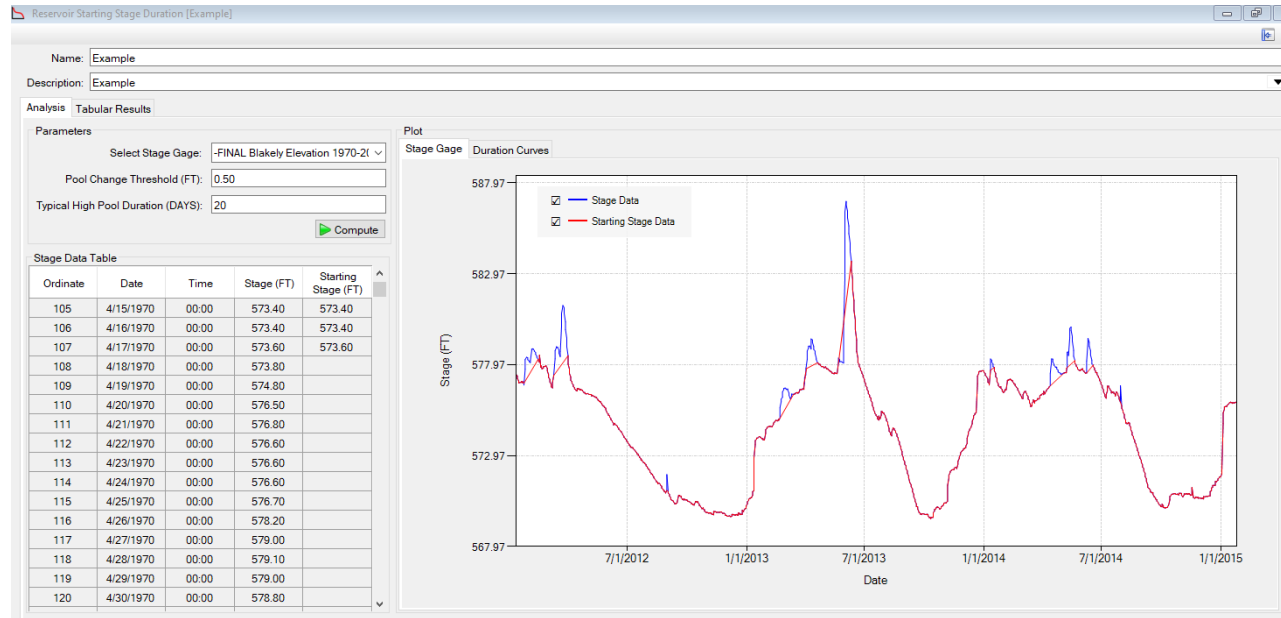 Reservoir Starting Stage Duration [Example]
Name: Example
Description: Example
Analysis Tabular Results
Parameters
Select Stage Gage: -FINAL Blakely Elevation 1970-20
Pool Change Threshold (FT): 0.50
Typical High Pool Duration (DAYS): 20
Compute
Stage Data Table
Ordinate Date Time Stage (FT) Starting Stage (FT)
105 4/15/1970 00:00 573.40 573.40
106 4/16/1970 00:00 573.40 573.40
107 4/17/1970 00:00 573.60 573.60
108 4/18/1970 00:00 573.80
109 4/19/1970 00:00 574.80
110 4/20/1970 00:00 576.50
111 4/21/1970 00:00 576.80
112 4/22/1970 00:00 576.60
113 4/23/1970 00:00 576.60
114 4/24/1970 00:00 576.60
115 4/25/1970 00:00 576.70
116 4/26/1970 00:00 578.20
117 4/27/1970 00:00 579.00
118 4/28/1970 00:00 579.10
119 4/29/1970 00:00 579.00
120 4/30/1970 00:00 578.80
Plot
Stage Gage Duration Curves
Stage Data
Starting Stage Data
Stage (FT)
587.97
582.97
577.97
572.97
567.97
7/1/2012 1/1/2013 7/1/2013 1/1/2014 7/1/2014 1/1/2015
Date